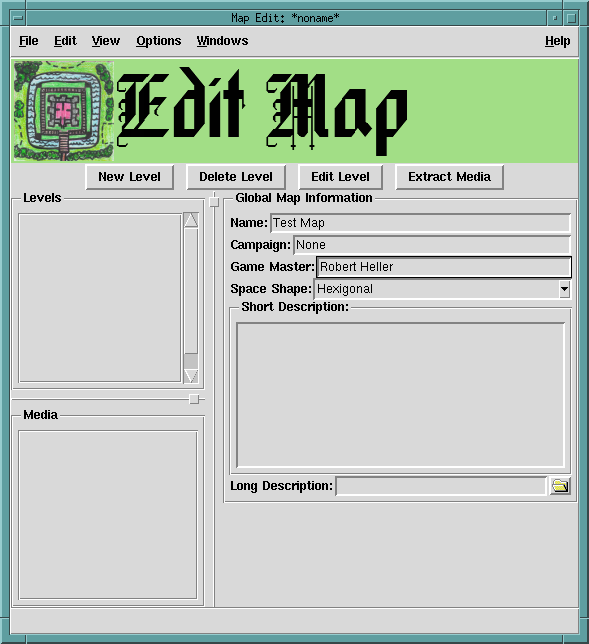 Map Edit: *noname*
File Edit View Options Windows Help
Edit Map
New Level Delete Level Edit Level Extract Media
Levels
Global Map Information
Name: Test Map
Campaign: None
Game Master: Robert Heller
Space Shape: Hexigonal
Short Description:
Media
Long Description: